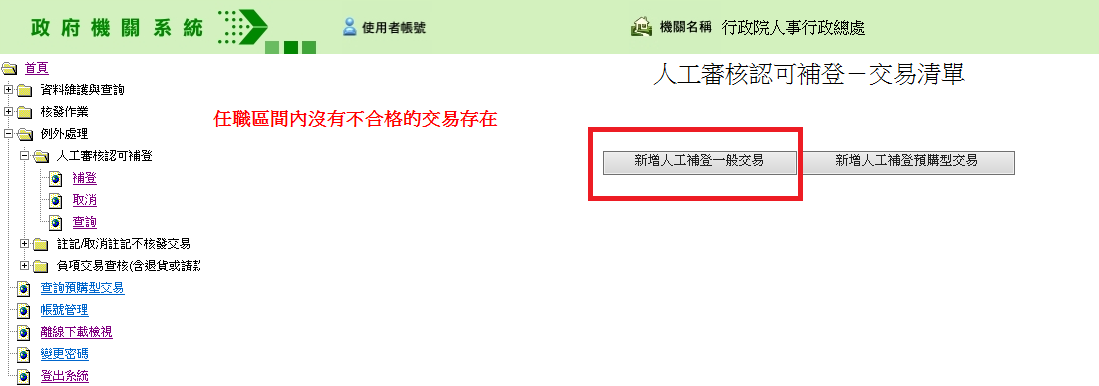 政府機關系統
使用者帳號
機關名稱 行政院人事行政總處
首頁
資料維護與查詢
核發作業
例外處理
人工審核認可補登
補登
取消
查詢
註記/取消註記不核發交易
負項交易查核(含退貨或請款
查詢預購型交易
帳號管理
離線下載檢視
變更密碼
登出系統
人工審核認可補登－交易清單
任職區間內沒有不合格的交易存在
新增人工補登一般交易
新增人工補登預購型交易